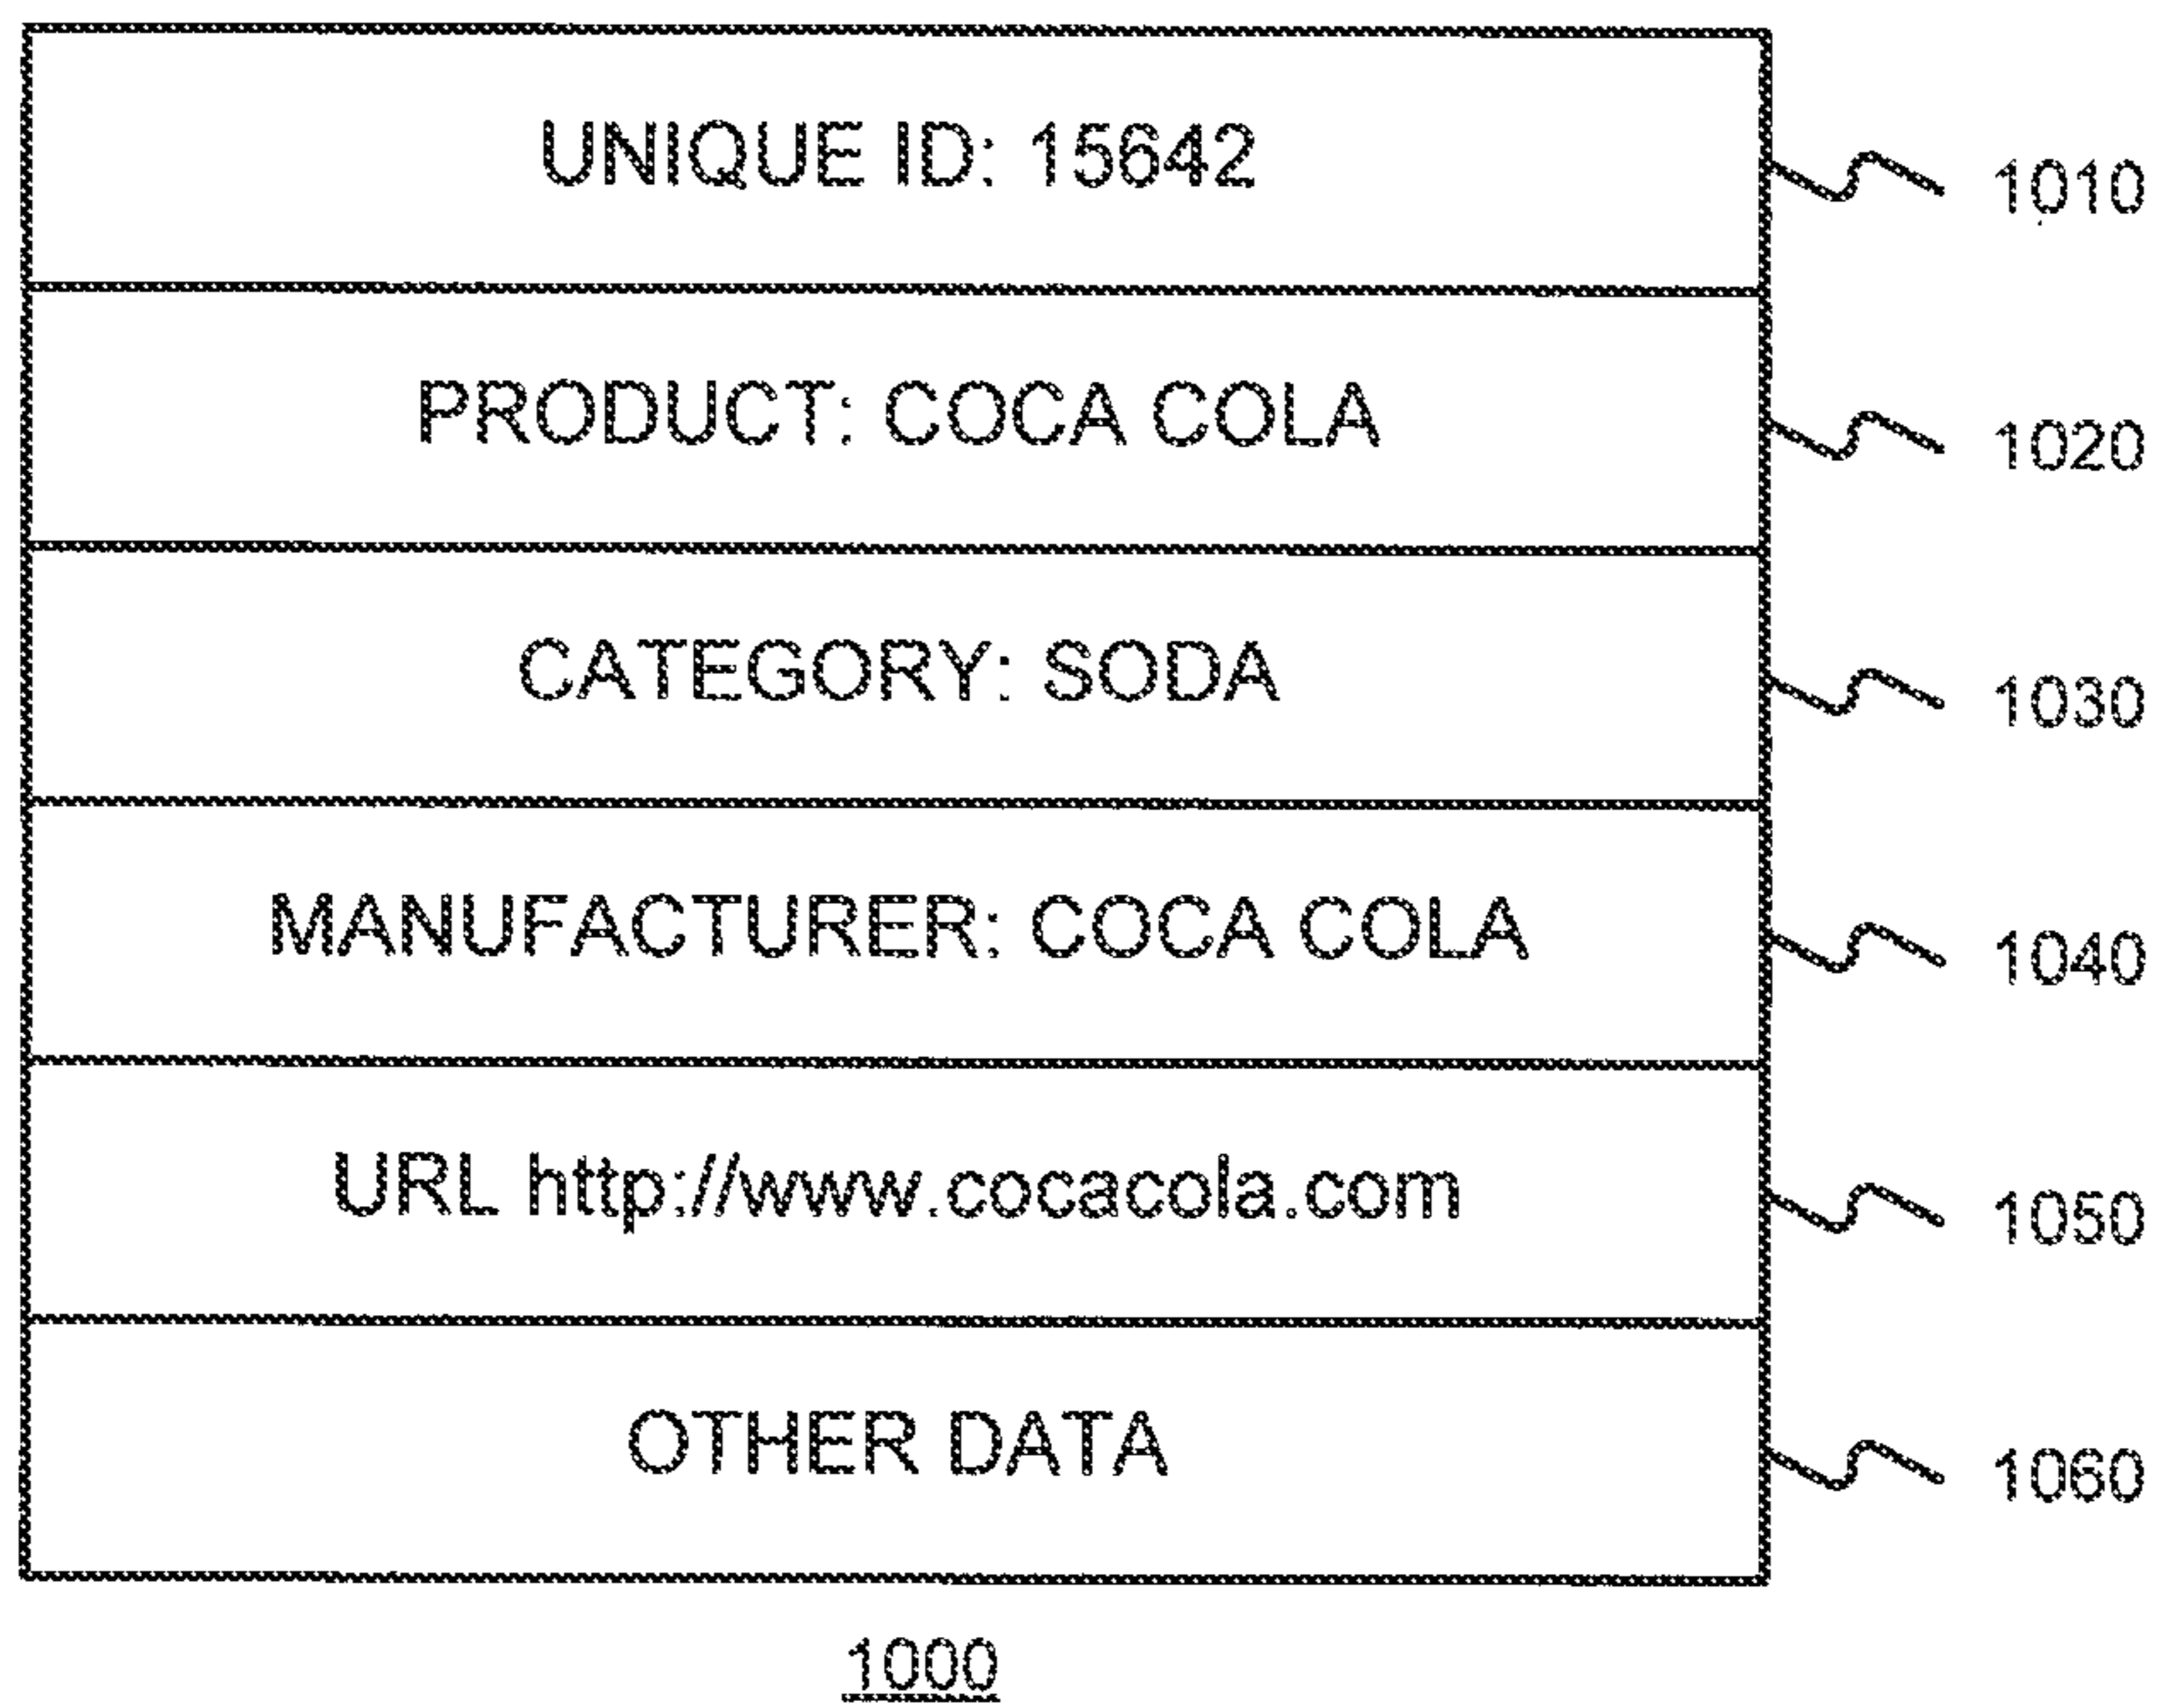 UNIQUE ID: 15642
1010
PRODUCT: COCA COLA
1020
CATEGORY: SODA
1030
MANUFACTURER: COCA COLA
1040
URL http://www.cocacola.com
1050
OTHER DATA
1060
1000